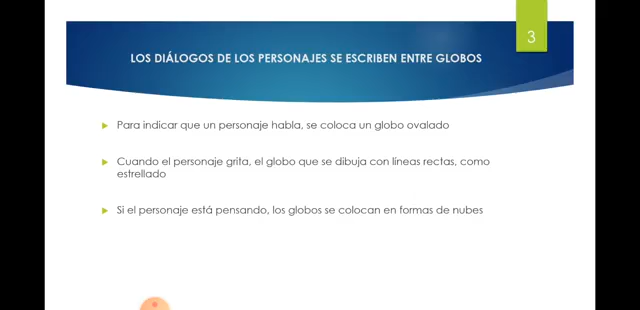 3
LOS DIÁLOGOS DE LOS PERSONAJES SE ESCRIBEN ENTRE GLOBOS
Para indicar que un personaje habla, se coloca un globo ovalado
Cuando el personaje grita, el globo que se dibuja con líneas rectas, como
estrellado
Si el personaje está pensando, los globos se colocan en formas de nubes